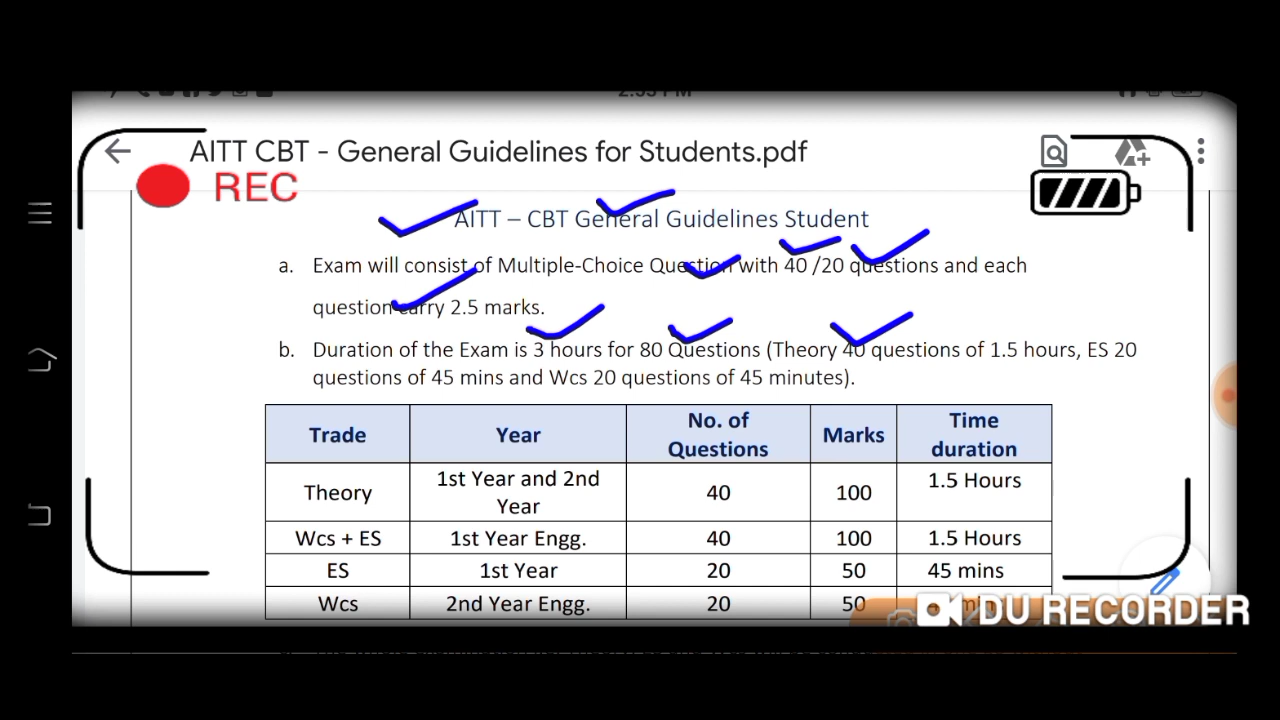 2:53 PM
AITT CBT - General Guidelines for Students.pdf
REC
AITT – CBT General Guidelines Student
a. Exam will consist of Multiple-Choice Question with 40 /20 questions and each
question carry 2.5 marks.
b. Duration of the Exam is 3 hours for 80 Questions (Theory 40 questions of 1.5 hours, ES 20
questions of 45 mins and Wcs 20 questions of 45 minutes).
Trade Year No. of Questions Marks Time duration
Theory 1st Year and 2nd Year 40 100 1.5 Hours
Wcs + ES 1st Year Engg. 40 100 1.5 Hours
ES 1st Year 20 50 45 mins
Wcs 2nd Year Engg. 20 50
DU RECORDER